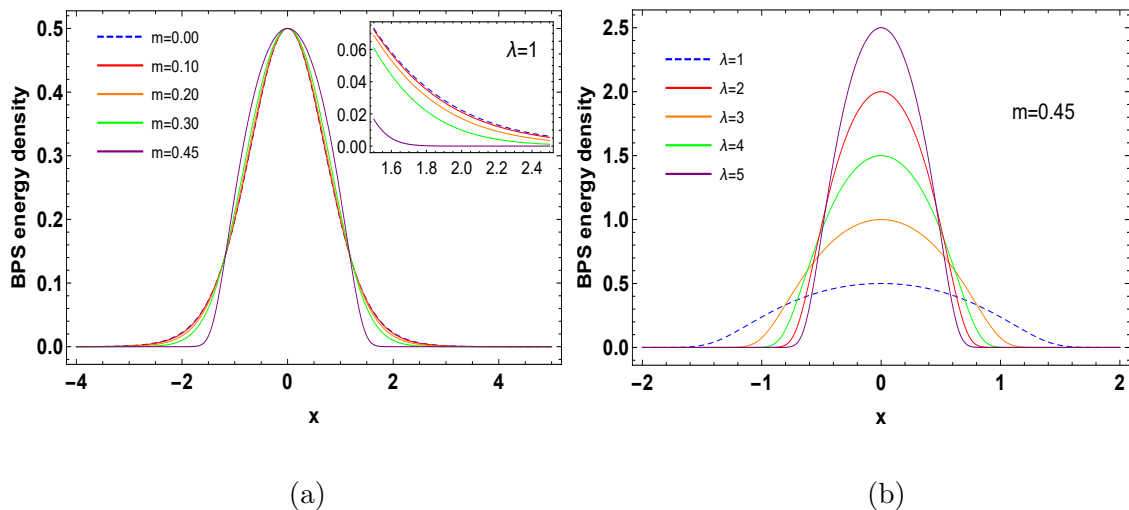 BPS energy density
0.5
0.4
0.3
0.2
0.1
0.0
m=0.00
m=0.10
m=0.20
m=0.30
m=0.45
0.06
0.04
0.02
0.00
λ=1
1.6 1.8 2.0 2.2 2.4
−4 −2 0 2 4
x
(a)
BPS energy density
2.5
2.0
1.5
1.0
0.5
0.0
λ=1
λ=2
λ=3
λ=4
λ=5
m=0.45
−2 −1 0 1 2
x
(b)